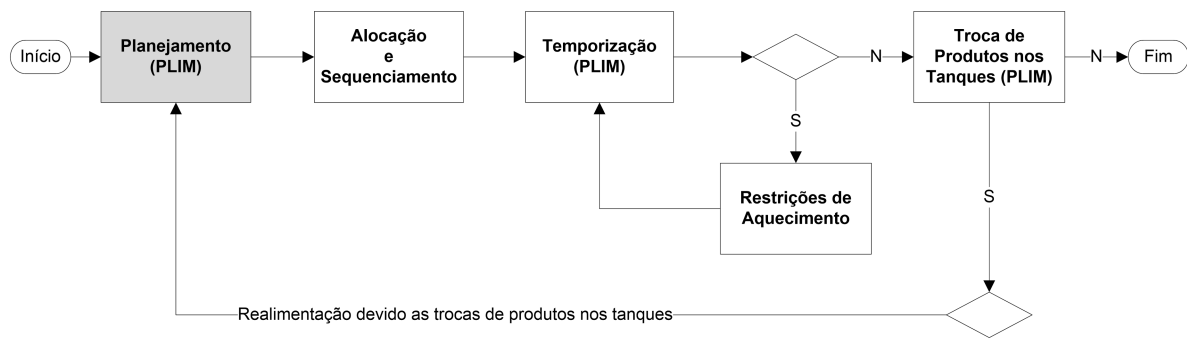 Início
Planejamento
(PLIM)
Alocação
e
Sequenciamento
Temporização
(PLIM)
N
Troca de
Produtos nos
Tanques (PLIM)
N
Fim
S
Restrições de
Aquecimento
S
Realimentação devido as trocas de produtos nos tanques